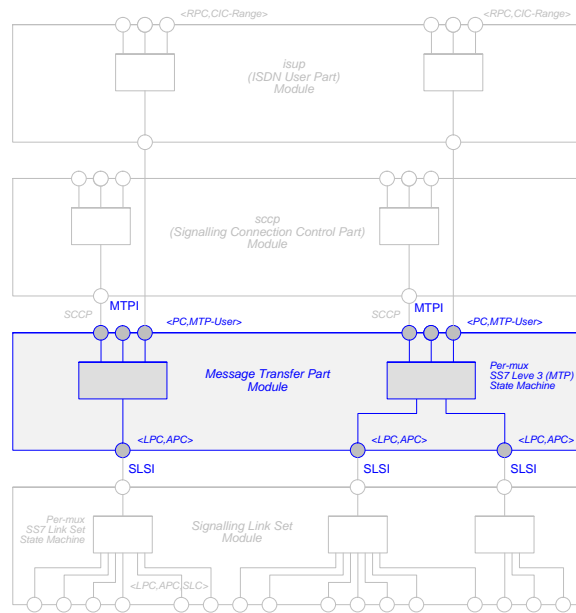 <RPC,CIC-Range>
<RPC,CIC-Range>
isup
(ISDN User Part)
Module
sccp
(Signalling Connection Control Part)
Module
SCCP
MTPI
<PC,MTP-User>
SCCP
MTPI
<PC,MTP-User>
Message Transfer Part
Module
Per-mux
SS7 Leve 3 (MTP)
State Machine
<LPC,APC>
<LPC,APC>
<LPC,APC>
SLSI
SLSI
SLSI
Per-mux
SS7 Link Set
State Machine
Signalling Link Set
Module
<LPC,APC,SLC>